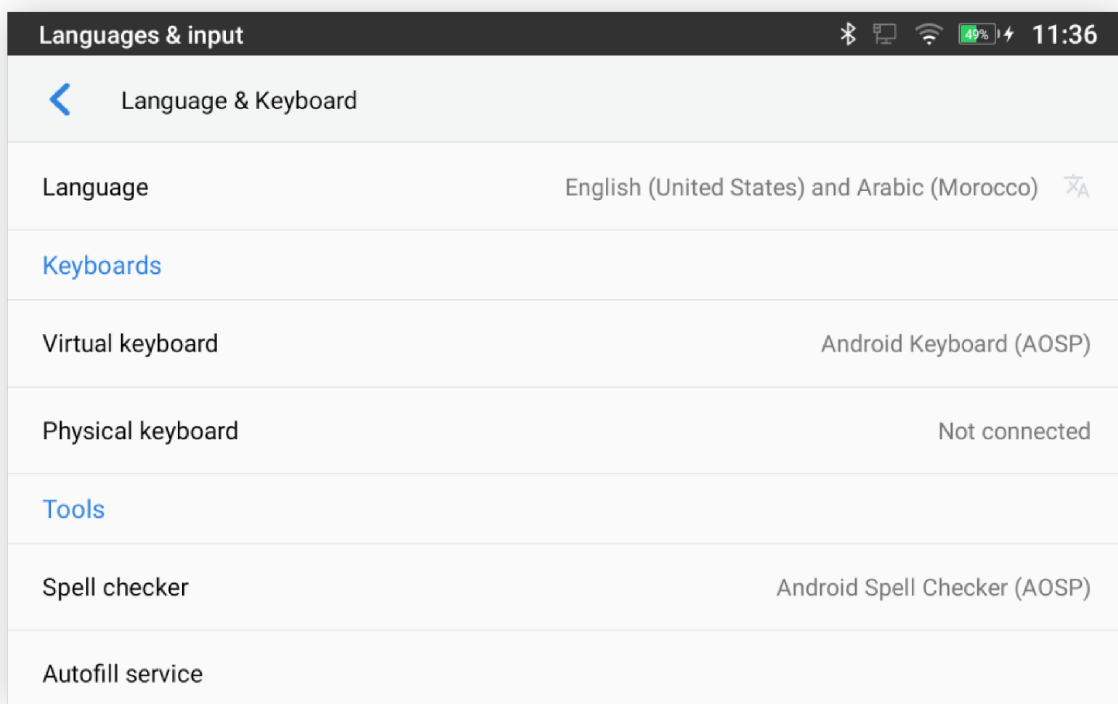 Languages & input 49% 11:36
Language & Keyboard
Language English (United States) and Arabic (Morocco)
Keyboards
Virtual keyboard Android Keyboard (AOSP)
Physical keyboard Not connected
Tools
Spell checker Android Spell Checker (AOSP)
Autofill service